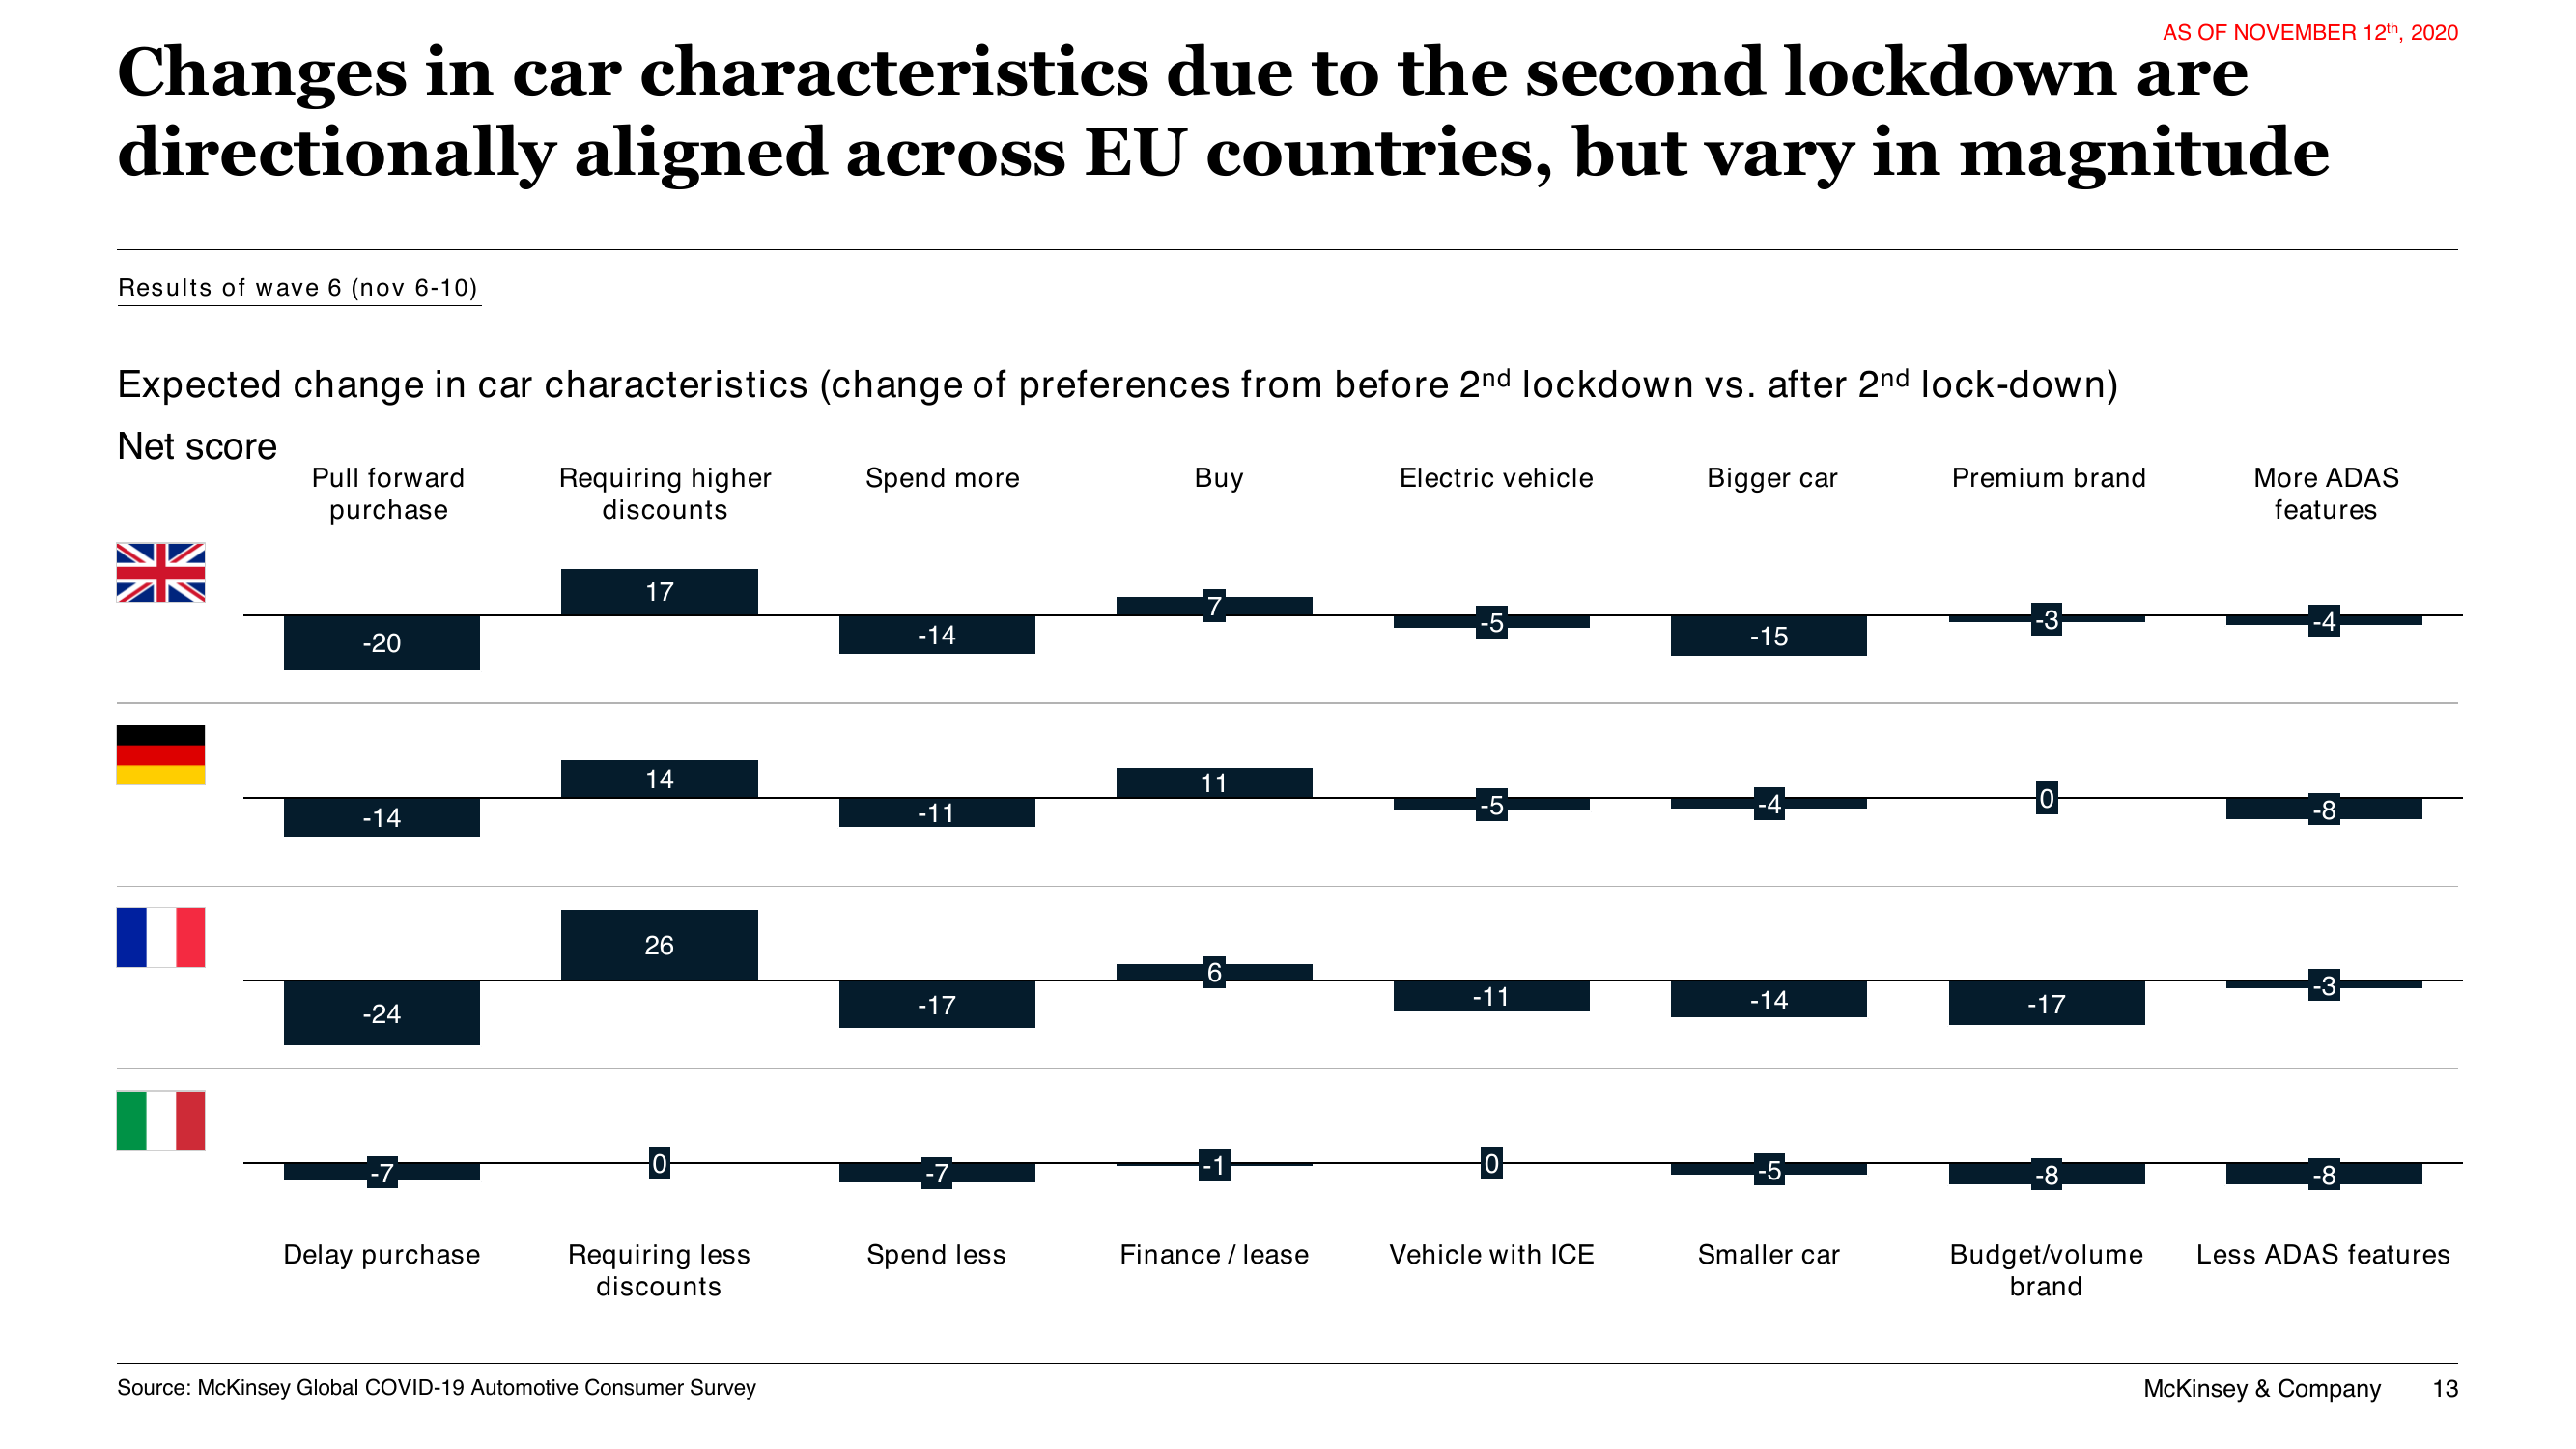 AS OF NOVEMBER 12th, 2020
Changes in car characteristics due to the second lockdown are
directionally aligned across EU countries, but vary in magnitude
Results of wave 6 (nov 6-10)
Expected change in car characteristics (change of preferences from before 2nd lockdown vs. after 2nd lock-down)
Net score
Pull forward
purchase
Requiring higher
discounts
Spend more
Buy
Electric vehicle
Bigger car
Premium brand
More ADAS
features
-20
17
-14
7
-5
-15
-3
-4
-14
14
-11
11
-5
-4
0
-8
-24
26
-17
6
-11
-14
-17
-3
-7
0
-7
-1
0
-5
-8
-8
Delay purchase
Requiring less
discounts
Spend less
Finance / lease
Vehicle with ICE
Smaller car
Budget/volume
brand
Less ADAS features
Source: McKinsey Global COVID-19 Automotive Consumer Survey
McKinsey & Company 13